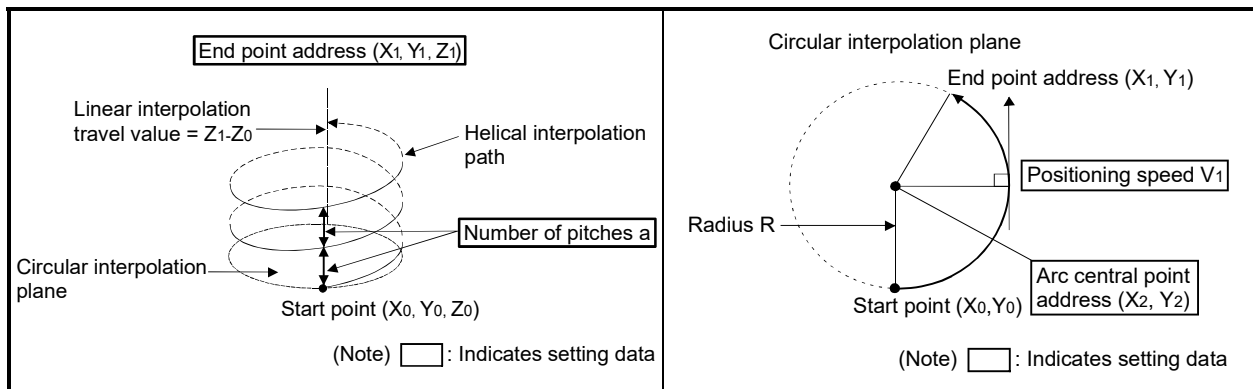 End point address (X1, Y1, Z1)
Linear interpolation
travel value = Z1-Z0
Helical interpolation
path
Number of pitches a
Circular interpolation
plane
Start point (X0, Y0, Z0)
(Note) : Indicates setting data
Circular interpolation plane
End point address (X1, Y1)
Positioning speed V1
Radius R
Arc central point
address (X2, Y2)
Start point (X0,Y0)
(Note) : Indicates setting data